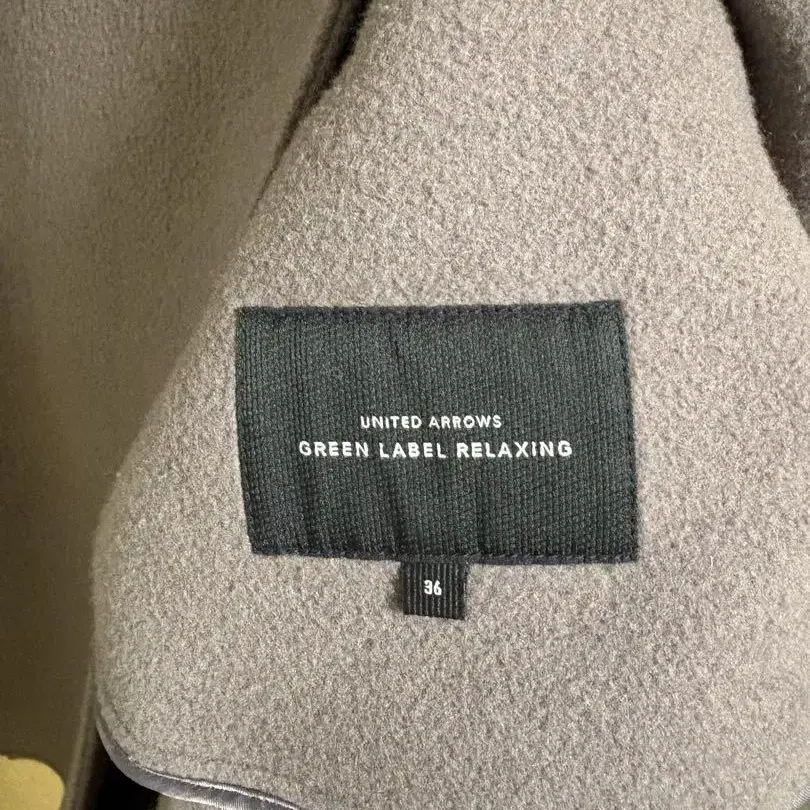 UNITED ARROWS
GREEN LABEL RELAXING
36